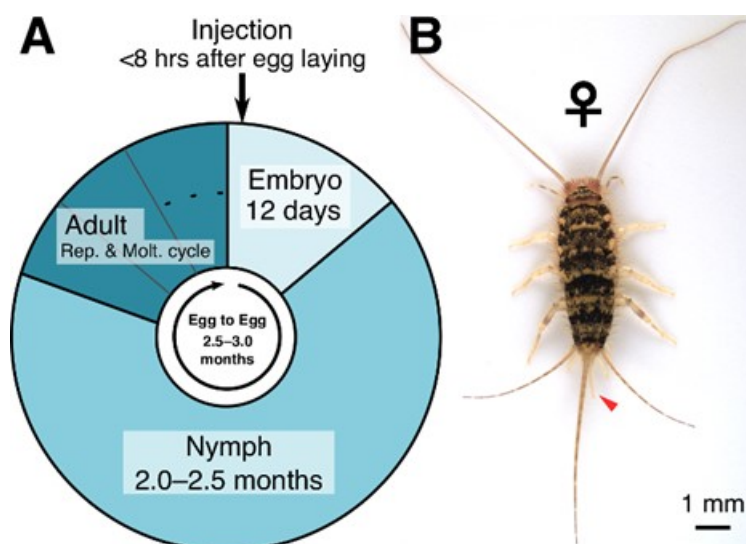 A
Injection
<8 hrs after egg laying
Embryo
12 days
Adult
Rep. & Molt. cycle
Egg to Egg
2.5–3.0
months
Nymph
2.0–2.5 months
B
♀
1 mm